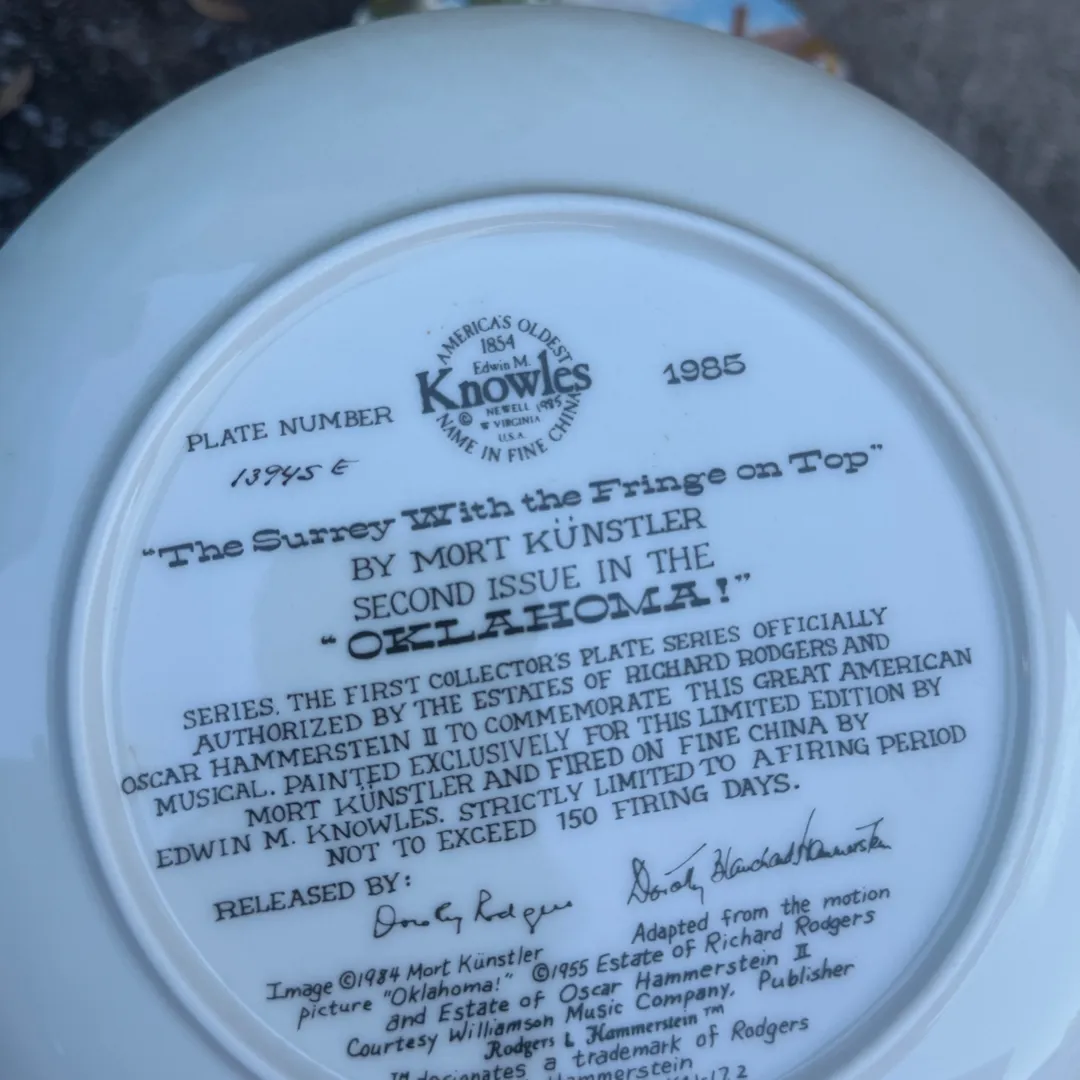 AMERICA'S OLDEST
1854
Edwin M.
Knowles
© NEWELL 1985
W VIRGINIA
U.S.A.
NAME IN FINE CHINA
1985
PLATE NUMBER
13945 E
"The Surrey With the Fringe on Top"
BY MORT KÜNSTLER
SECOND ISSUE IN THE
"OKLAHOMA!"
SERIES, THE FIRST COLLECTOR'S PLATE SERIES OFFICIALLY
AUTHORIZED BY THE ESTATES OF RICHARD RODGERS AND
OSCAR HAMMERSTEIN II TO COMMEMORATE THIS GREAT AMERICAN
MUSICAL. PAINTED EXCLUSIVELY FOR THIS LIMITED EDITION BY
MORT KÜNSTLER AND FIRED ON FINE CHINA BY
EDWIN M. KNOWLES. STRICTLY LIMITED TO A FIRING PERIOD
NOT TO EXCEED 150 FIRING DAYS.
RELEASED BY:
Dorothy Rodgers
Dorothy Blanchard Hammerstein
Image ©1984 Mort Künstler Adapted from the motion
picture "Oklahoma!" ©1955 Estate of Richard Rodgers
and Estate of Oscar Hammerstein II
Courtesy Williamson Music Company, Publisher
Rodgers & Hammerstein™
TM designates a trademark of Rodgers
Hammerstein